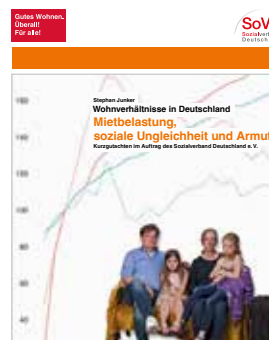 Gutes Wohnen.
Überall!
Für alle!
SoV
Sozialver
Deutsch
Stephan Junker
Wohnverhältnisse in Deutschland
Mietbelastung,
soziale Ungleichheit und Armut
Kurzgutachten im Auftrag des Sozialverband Deutschland e. V.
160
140
120
100
80
60
40